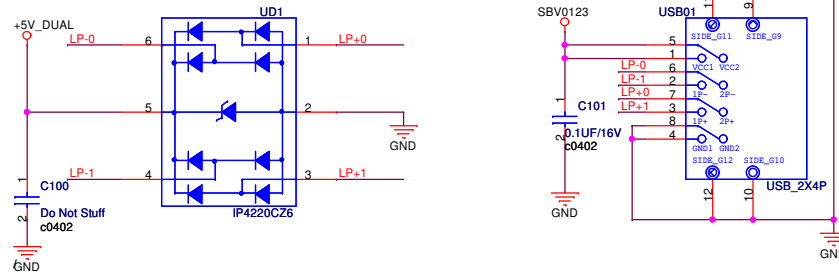 +5V_DUAL
UD1
LP-0
6
1
LP+0
5
2
GND
LP-1
4
3
LP+1
1
C100
Do Not Stuff
2
c0402
IP4220CZ6
GND
SBV0123
USB01
11
9
SIDE_G11
SIDE_G9
5
1
VCC1
VCC2
LP-0
6
LP-1
2
1P-
2P-
LP+0
7
LP+1
3
1P+
2P+
8
4
GND1
GND2
1
C101
0.1UF/16V
2
c0402
SIDE_G12
SIDE_G10
USB_2X4P
12
10
GND